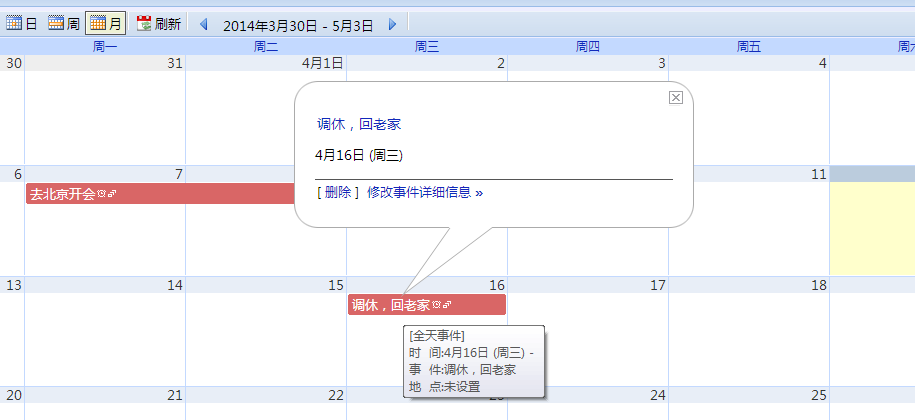 日 周 月 刷新 2014年3月30日 - 5月3日
周一 周二 周三 周四 周五
30 31 4月1日 2 3 4
调休，回老家
4月16日 (周三)
[ 删除 ] 修改事件详细信息 »
6 7 11
去北京开会
13 14 15 16 17 18
调休，回老家
[全天事件]
时 间:4月16日 (周三) -
事 件:调休，回老家
地 点:未设置
20 21 22 24 25